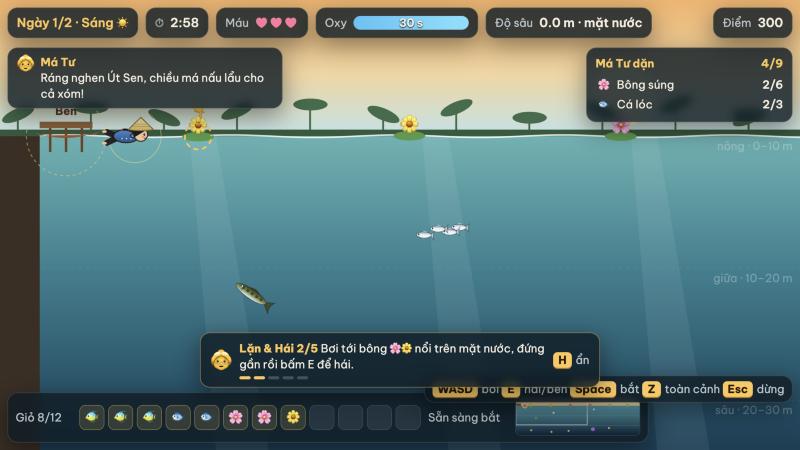 Ngày 1/2 · Sáng
2:58
Máu
Oxy 30 s
Độ sâu 0.0 m · mặt nước
Điểm 300
Má Tư
Ráng nghen Út Sen, chiều má nấu lẩu cho
cả xóm!
Má Tư dặn 4/9
Bông súng 2/6
Cá lóc 2/3
Bến
nông · 0–10 m
giữa · 10–20 m
Lặn & Hái 2/5 Bơi tới bông nổi trên mặt nước, đứng
gần rồi bấm E để hái.
H ẩn
WASD bơi E hái/bến Space bắt Z toàn cảnh Esc dừng
sâu · 20–30 m
Giỏ 8/12
Sẵn sàng bắt